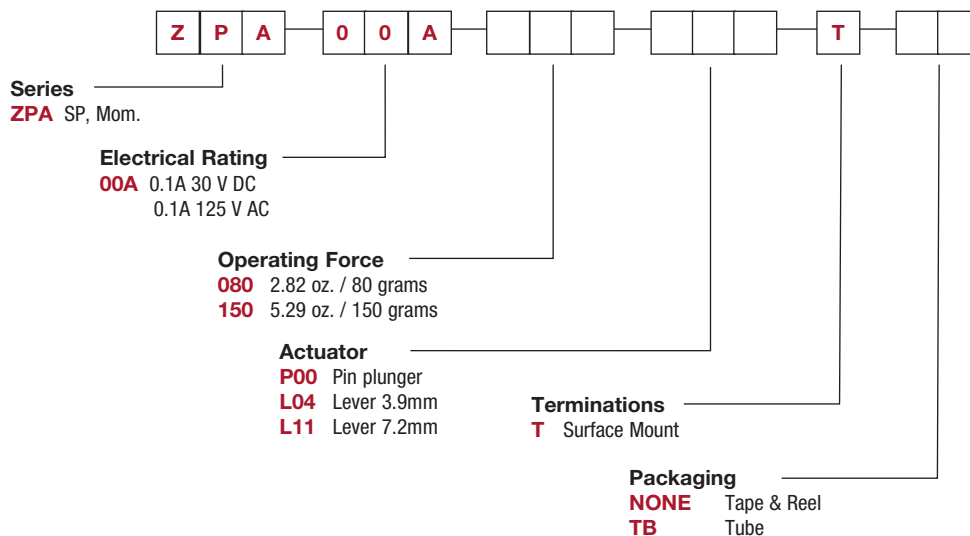 Z P A 0 0 A T
Series
ZPA SP, Mom.
Electrical Rating
00A 0.1A 30 V DC
0.1A 125 V AC
Operating Force
080 2.82 oz. / 80 grams
150 5.29 oz. / 150 grams
Actuator
P00 Pin plunger
L04 Lever 3.9mm
L11 Lever 7.2mm
Terminations
T Surface Mount
Packaging
NONE Tape & Reel
TB Tube